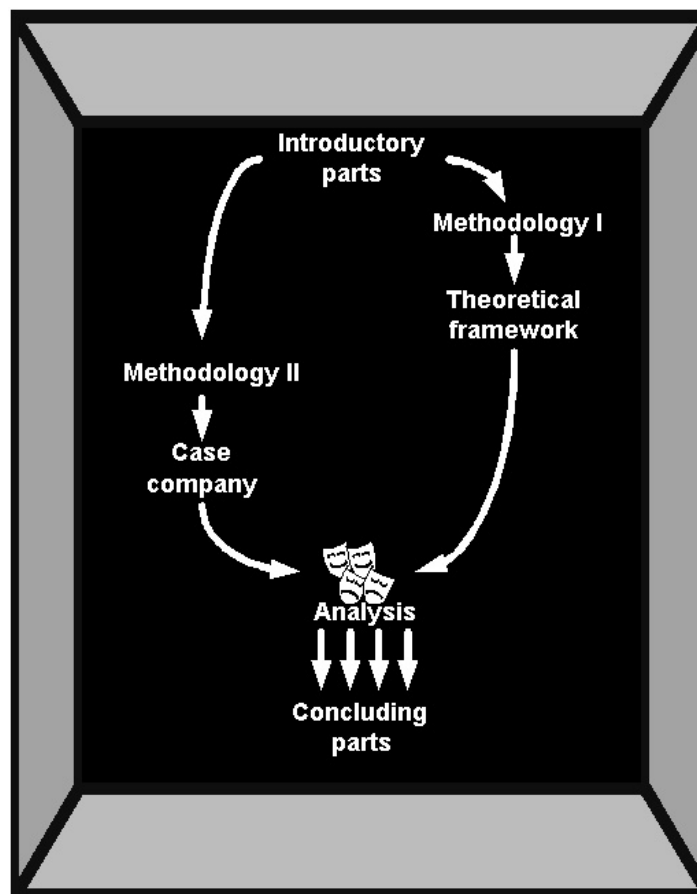 Introductory
parts
Methodology I
Theoretical
framework
Methodology II
Case
company
Analysis
Concluding
parts